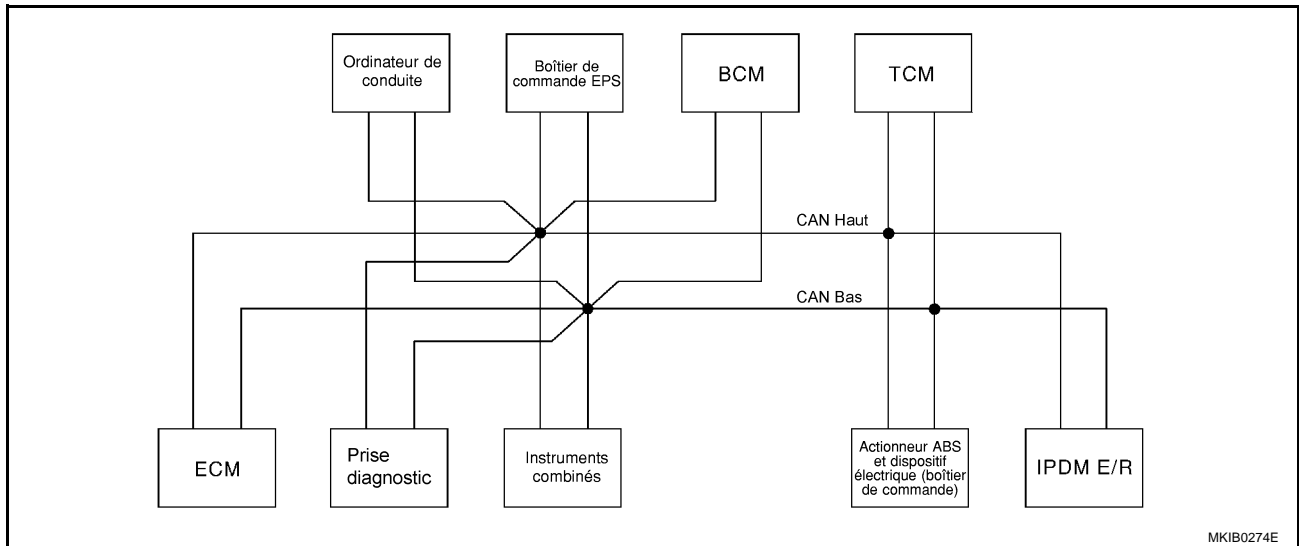 Ordinateur de
conduite
Boîtier de
commande EPS
BCM
TCM
CAN Haut
CAN Bas
ECM
Prise
diagnostic
Instruments
combinés
Actionneur ABS
et dispositif
électrique (boîtier
de commande)
IPDM E/R
MKIB0274E